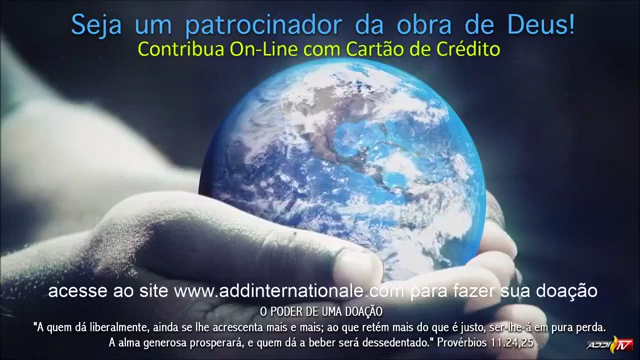 Seja um patrocinador da obra de Deus!
Contribua On-Line com Cartão de Crédito
acesse ao site www.addinternationale.com para fazer sua doação
O PODER DE UMA DOAÇÃO
"A quem dá liberalmente, ainda se lhe acrescenta mais e mais; ao que retém mais do que é justo, ser-lhe-á em pura perda.
A alma generosa prosperará, e quem dá a beber será dessedentado." Provérbios 11.24,25
ADDI TV